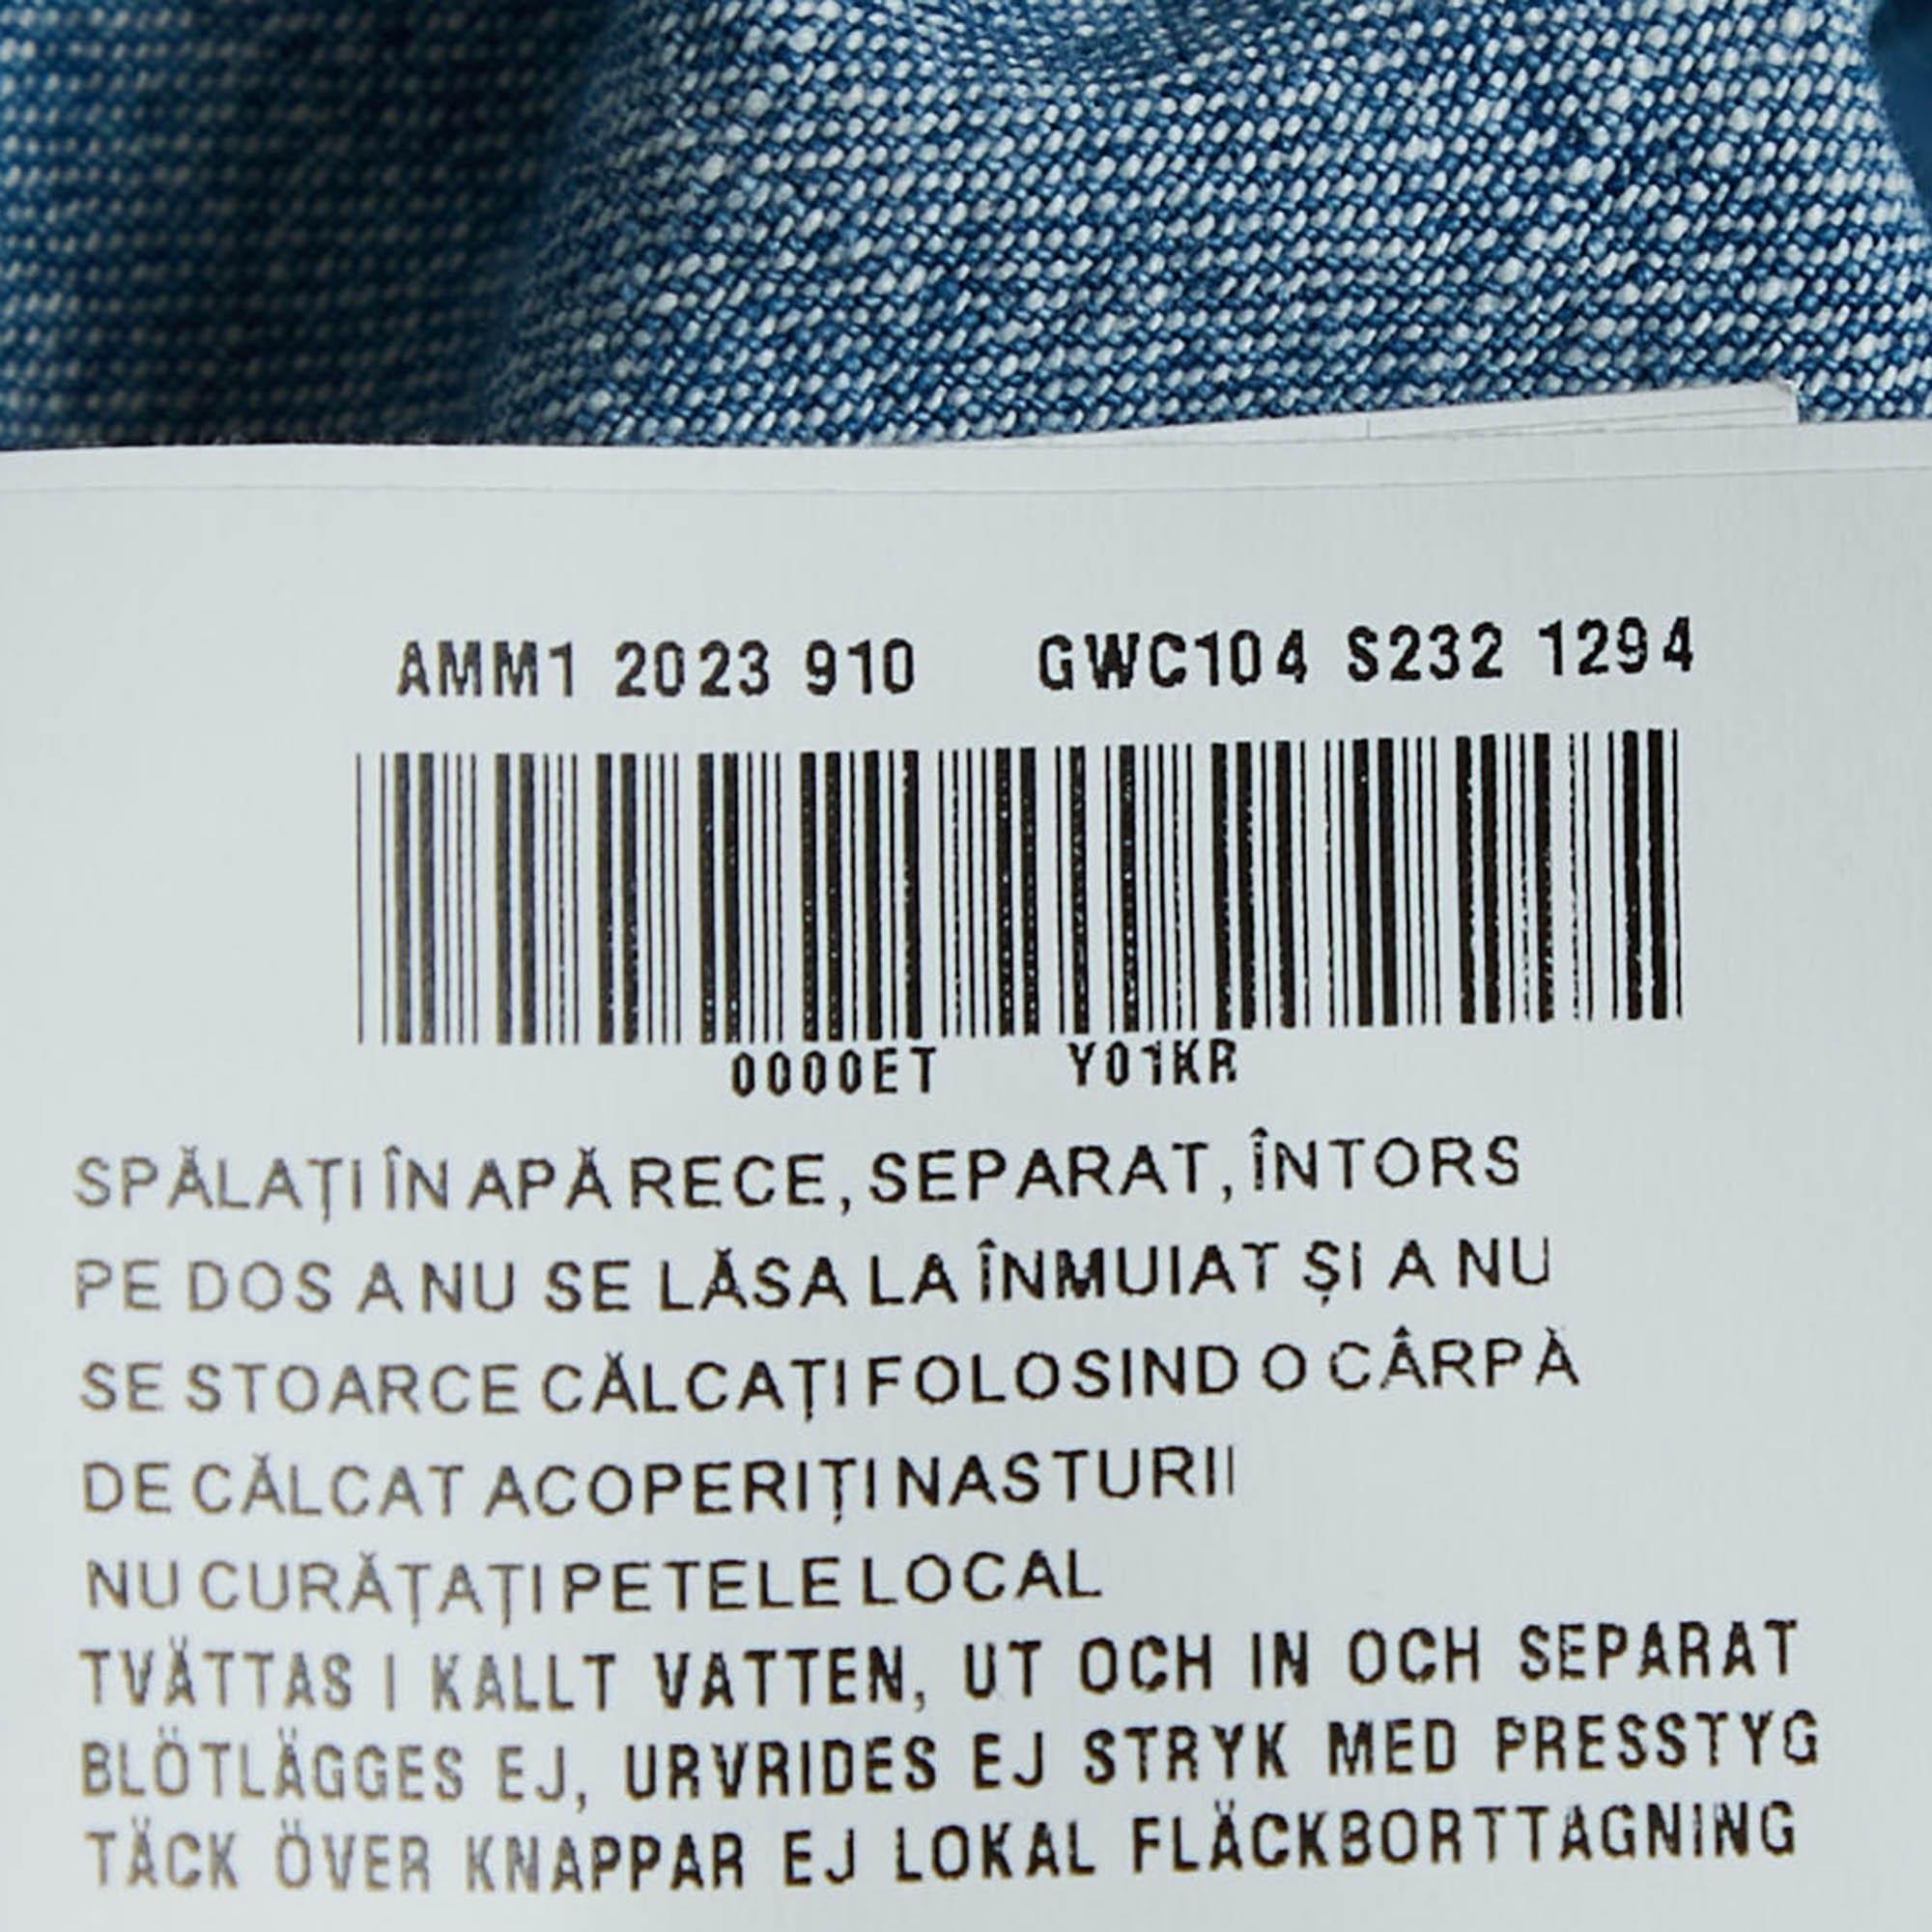 AMM1 2023 910 GWC104 S232 1294
0000ET Y01KR
SPĂLAȚI ÎN APĂ RECE, SEPARAT, ÎNTORS
PE DOS A NU SE LĂSA LA ÎNMUIAT ȘI A NU
SE STOARCE CĂLCAȚI FOLOSIND O CÂRPĂ
DE CĂLCAT ACOPERIȚI NASTURII
NU CURĂȚAȚI PETELE LOCAL
TVÄTTAS I KALLT VATTEN, UT OCH IN OCH SEPARAT
BLÖTLÄGGES EJ, URVRIDES EJ STRYK MED PRESSTYG
TÄCK ÖVER KNAPPAR EJ LOKAL FLÄCKBORTTAGNING